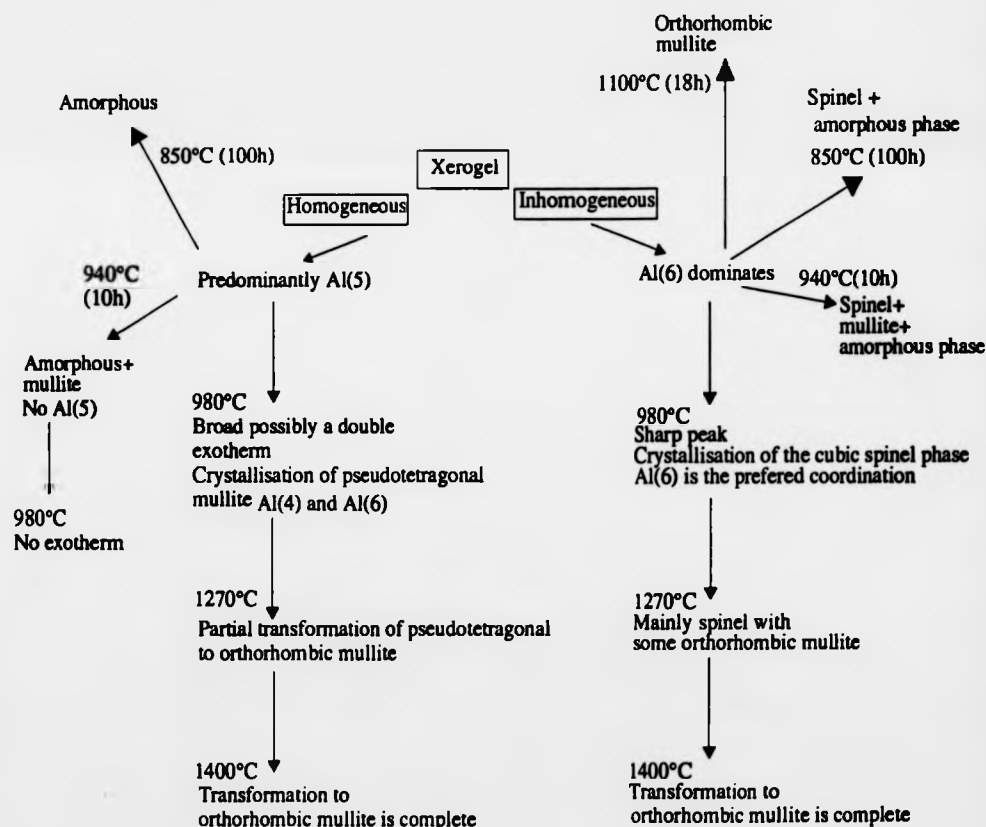 Orthorhombic
mullite
1100°C (18h)
Amorphous
Spinel +
amorphous phase
850°C (100h)
850°C (100h)
Xerogel
Homogeneous
Inhomogeneous
940°C
(10h)
Predominantly Al(5)
Al(6) dominates
940°C(10h)
Spinel+
mullite+
amorphous phase
Amorphous+
mullite
No Al(5)
980°C
No exotherm
980°C
Broad possibly a double
exotherm
Crystallisation of pseudotetragonal
mullite Al(4) and Al(6)
980°C
Sharp peak
Crystallisation of the cubic spinel phase
Al(6) is the prefered coordination
1270°C
Partial transformation of pseudotetragonal
to orthorhombic mullite
1270°C
Mainly spinel with
some orthorhombic mullite
1400°C
Transformation to
orthorhombic mullite is complete
1400°C
Transformation to
orthorhombic mullite is complete